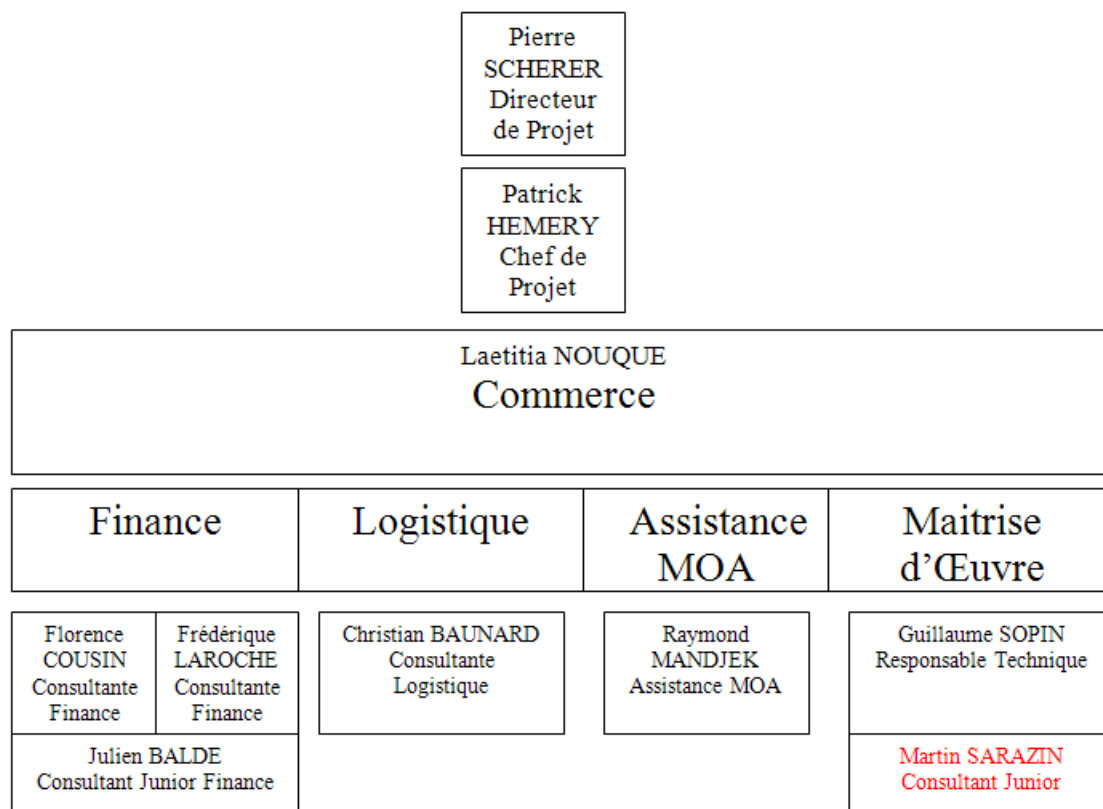 Pierre
SCHERER
Directeur
de Projet
Patrick
HEMERY
Chef de
Projet
Laetitia NOUQUE
Commerce
Finance
Logistique
Assistance
MOA
Maitrise
d’Œuvre
Florence
COUSIN
Consultante
Finance
Frédérique
LAROCHE
Consultante
Finance
Christian BAUNARD
Consultante
Logistique
Raymond
MANDJEK
Assistance MOA
Guillaume SOPIN
Responsable Technique
Julien BALDE
Consultant Junior Finance
Martin SARAZIN
Consultant Junior